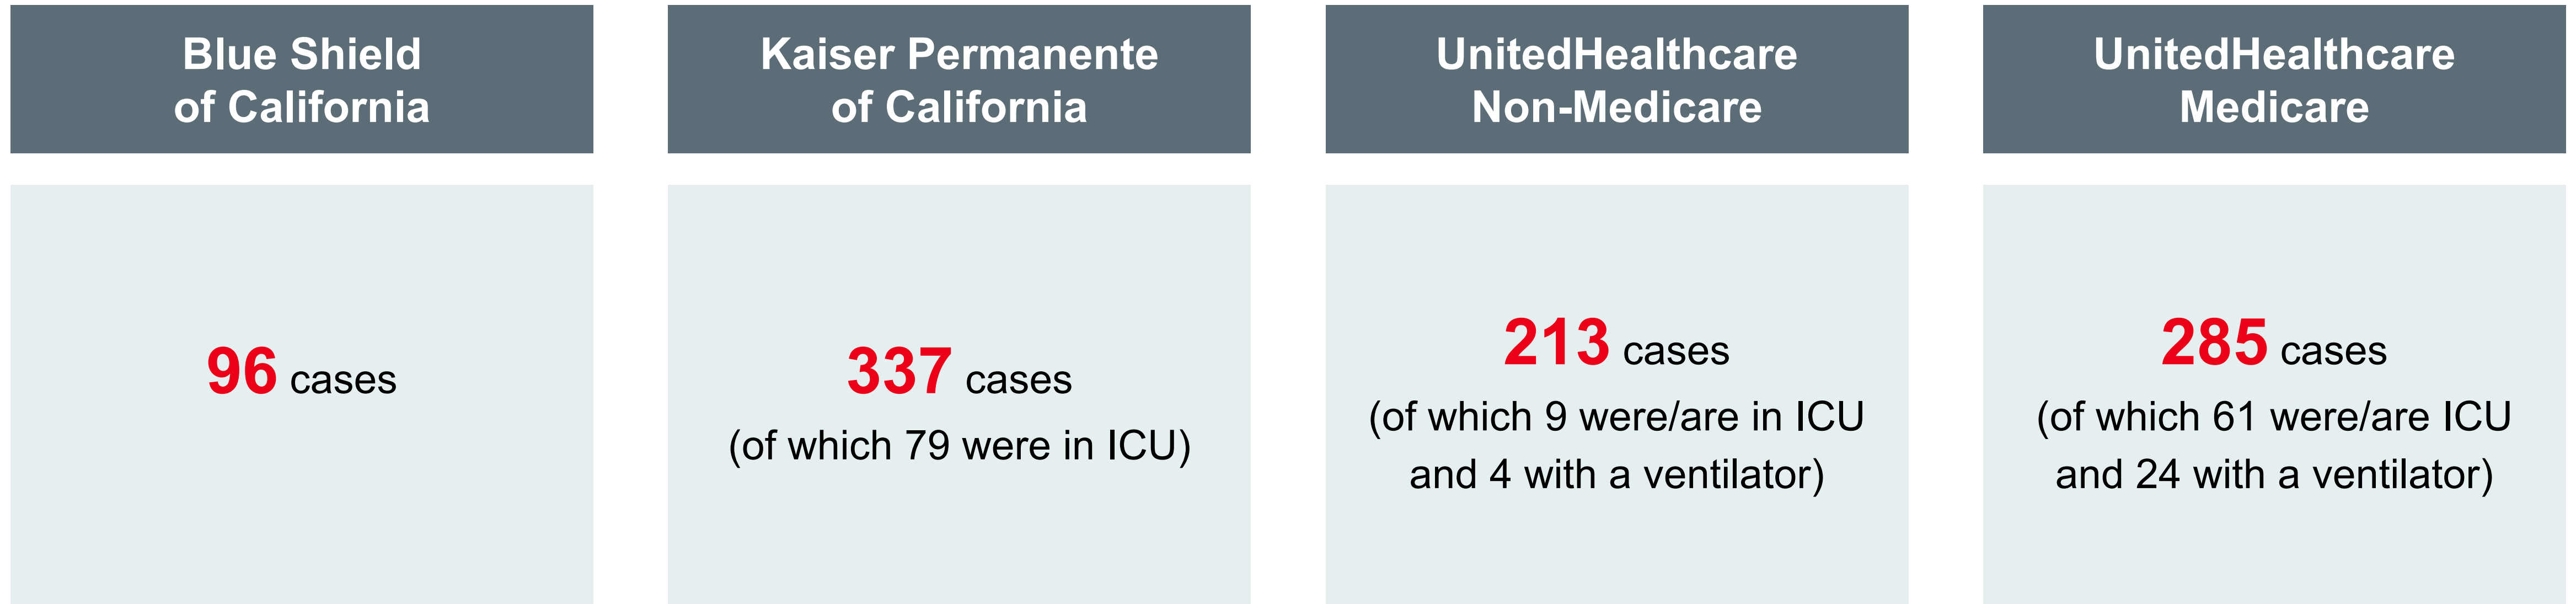 Blue Shield
of California
96 cases
Kaiser Permanente
of California
337 cases
(of which 79 were in ICU)
UnitedHealthcare
Non-Medicare
213 cases
(of which 9 were/are in ICU
and 4 with a ventilator)
UnitedHealthcare
Medicare
285 cases
(of which 61 were/are ICU
and 24 with a ventilator)